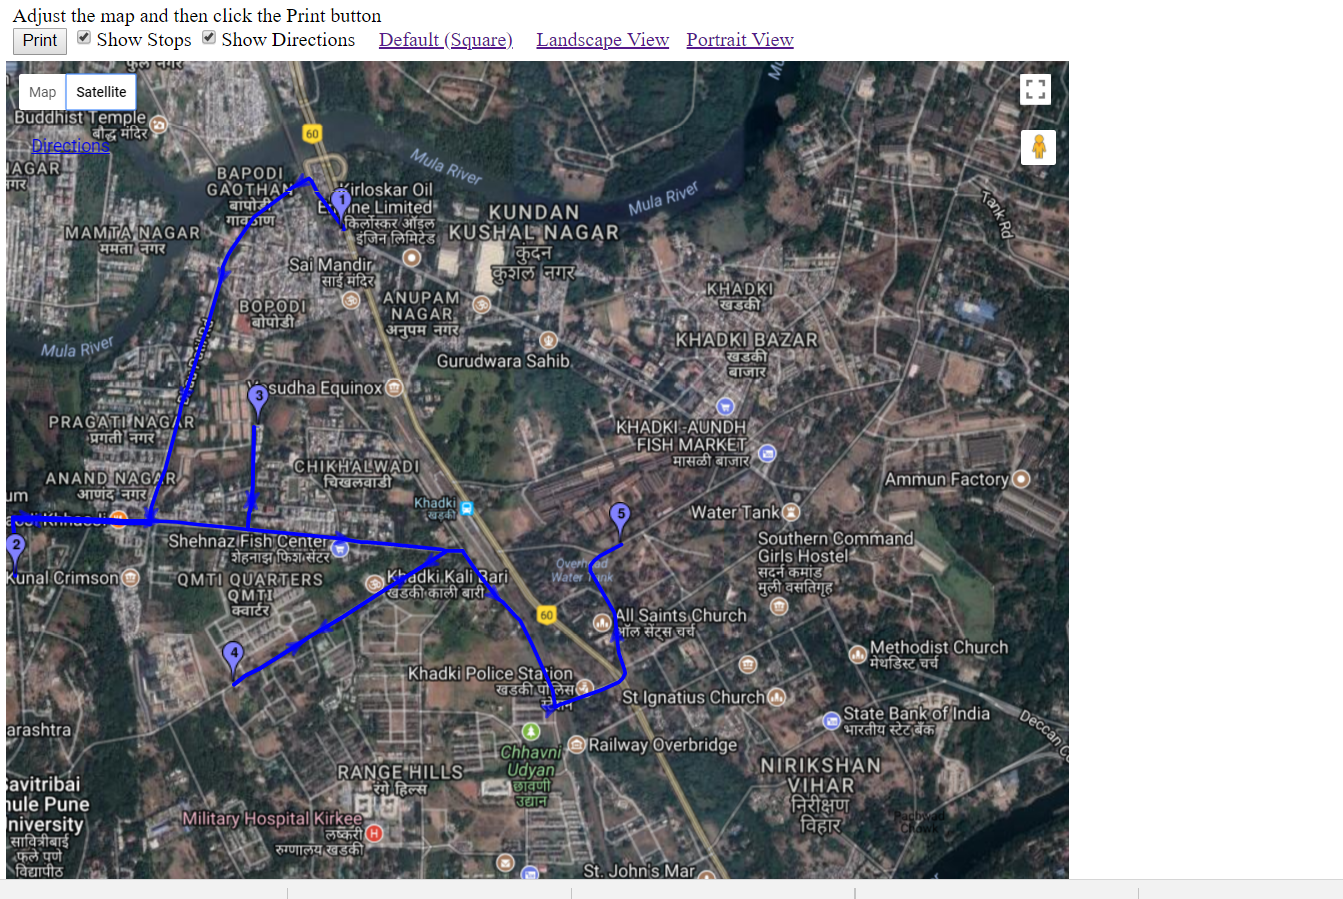 Adjust the map and then click the Print button
Print Show Stops Show Directions Default (Square) Landscape View Portrait View
Map Satellite
Buddhist Temple
बौद्ध मंदिर
Directions
60
Mula River
Mula River
Tank Rd
BAPODI
GAOTHAN
बापोडी
गावठाण
1
Kirloskar Oil
Engine Limited
किर्लोस्कर ऑइल
इंजिन लिमिटेड
KUNDAN
KUSHAL NAGAR
कुंदन
कुशल नगर
MAMTA NAGAR
ममता नगर
Sai Mandir
साई मंदिर
BOPODI
बोपोडी
ANUPAM
NAGAR
अनुपम नगर
KHADKI
खडकी
Mula River
Gurudwara Sahib
KHADKI BAZAR
खडकी
बाजार
Vasudha Equinox
3
PRAGATI NAGAR
प्रगती नगर
KHADKI-AUNDH
FISH MARKET
मासळी बाजार
ANAND NAGAR
आणंद नगर
CHIKHALWADI
चिखलवाडी
Ammun Factory
Khadki
खडकी
5
Water Tank
2
Shehnaz Fish Center
शेहनाझ फिश सेंटर
Southern Command
Girls Hostel
सदर्न कमांड
मुली वसतिगृह
Overhead
Water Tank
Kunal Crimson
QMTI QUARTERS
QMTI
क्वार्टर
Khadki Kali Bari
खडकी काली बारी
60
All Saints Church
ऑल सेंट्स चर्च
4
Methodist Church
मेथडिस्ट चर्च
Khadki Police Station
खडकी पोलिस
स्टेशन
St Ignatius Church
State Bank of India
भारतीय स्टेट बँक
arashtra
Railway Overbridge
Chhavni
Udyan
छावणी
उद्यान
RANGE HILLS
रंगे हिल्स
NIRIKSHAN
VIHAR
निरीक्षण
विहार
Savitribai
hule Pune
University
सावित्रीबाई
फुले पुणे
विद्यापीठ
Military Hospital Kirkee
लष्करी
रुग्णालय खडकी
H
St. John's Mar